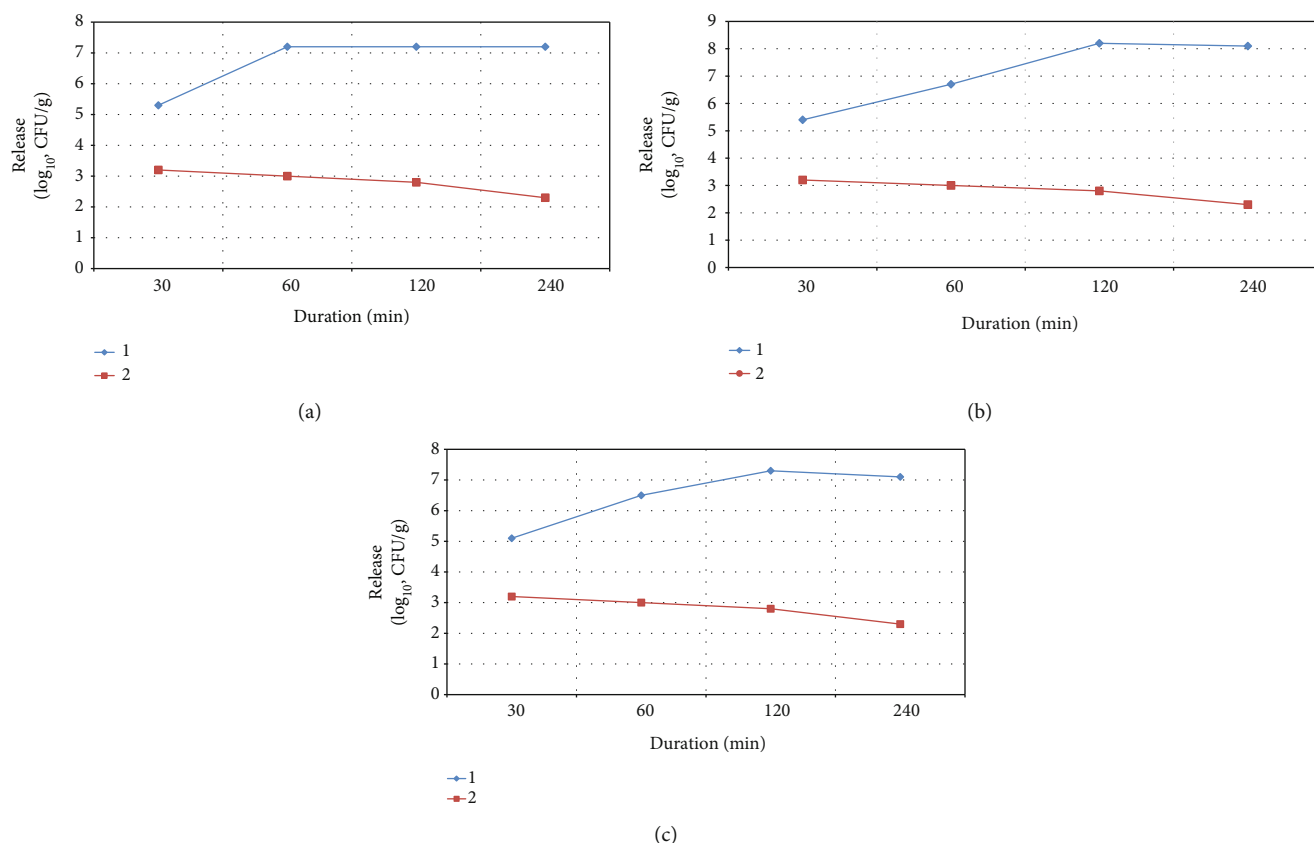 8
7
6
5
4
3
2
1
0
Release
(log₁₀, CFU/g)
30 60 120 240
Duration (min)
1
2
(a)
9
8
7
6
5
4
3
2
1
0
Release
(log₁₀, CFU/g)
30 60 120 240
Duration (min)
1
2
(b)
8
7
6
5
4
3
2
1
0
Release
(log₁₀, CFU/g)
30 60 120 240
Duration (min)
1
2
(c)